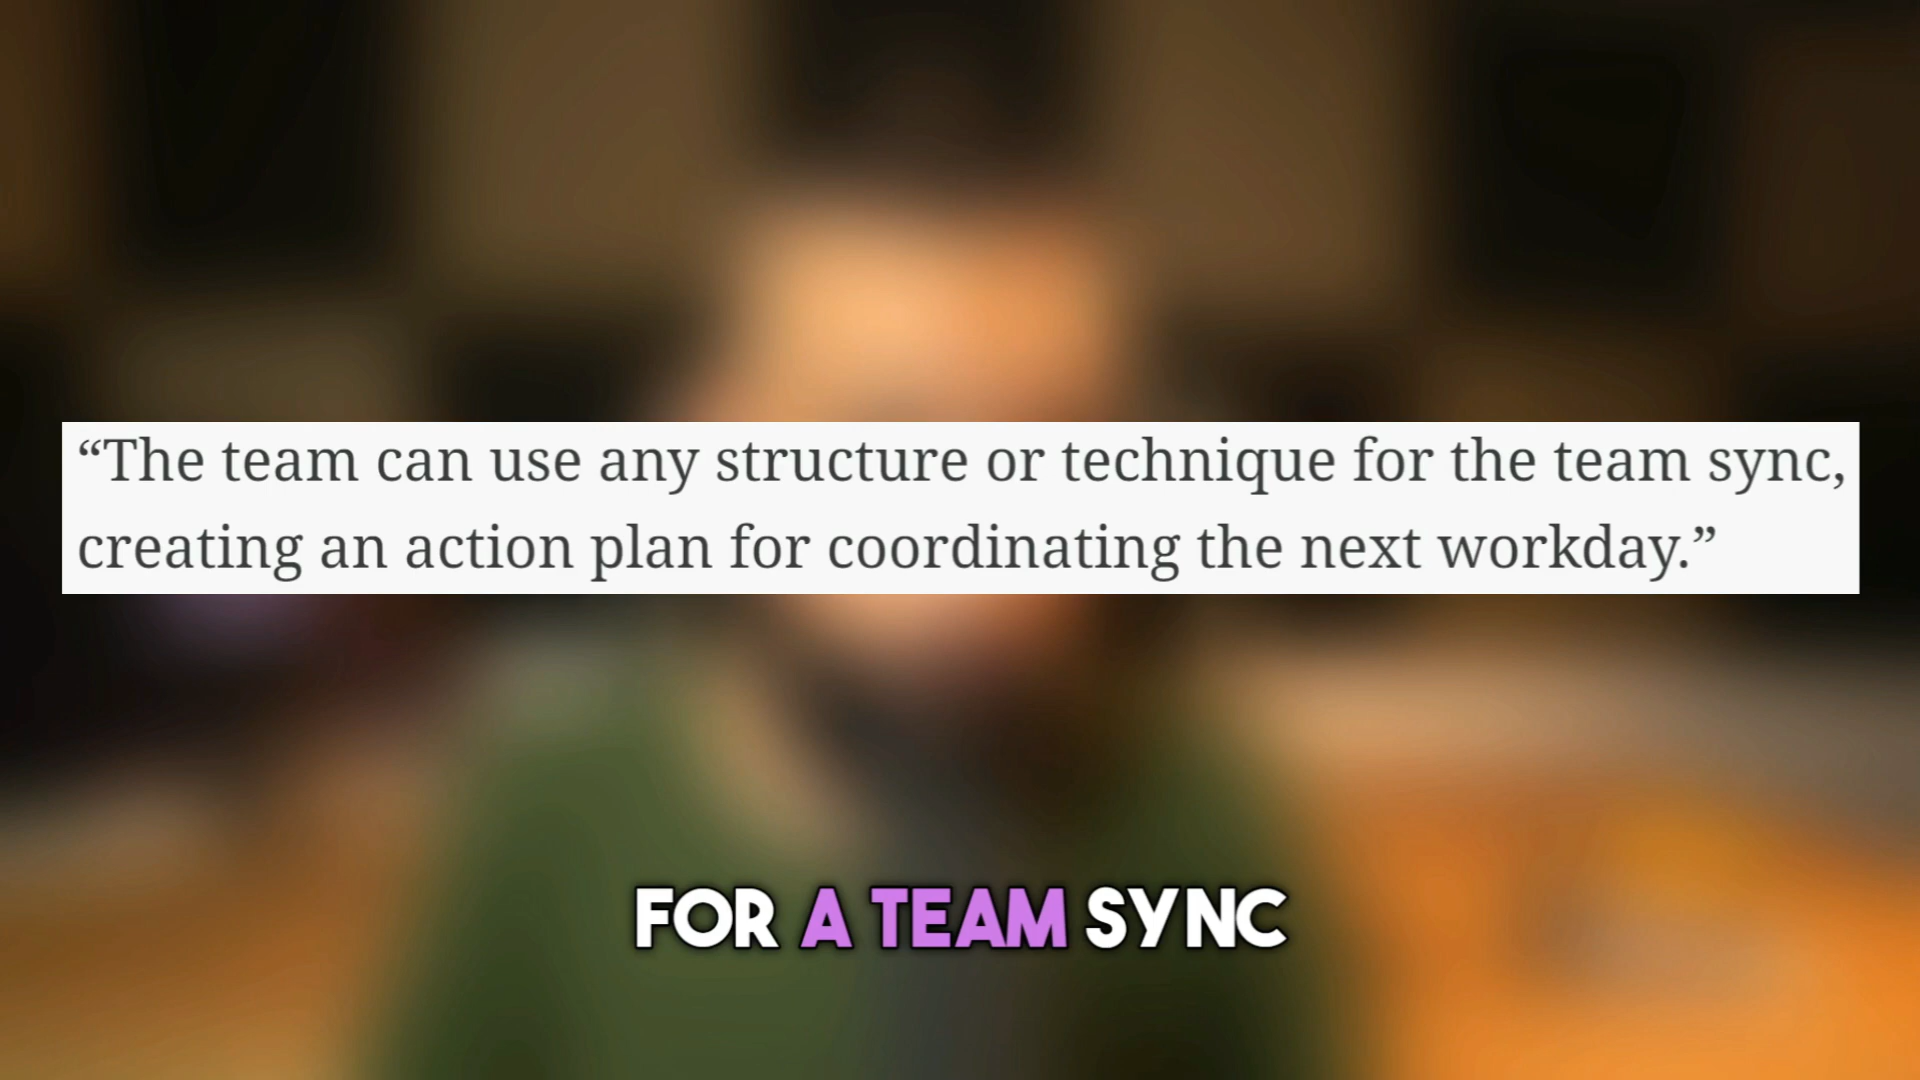 “The team can use any structure or technique for the team sync,
creating an action plan for coordinating the next workday.”
FOR A TEAM SYNC